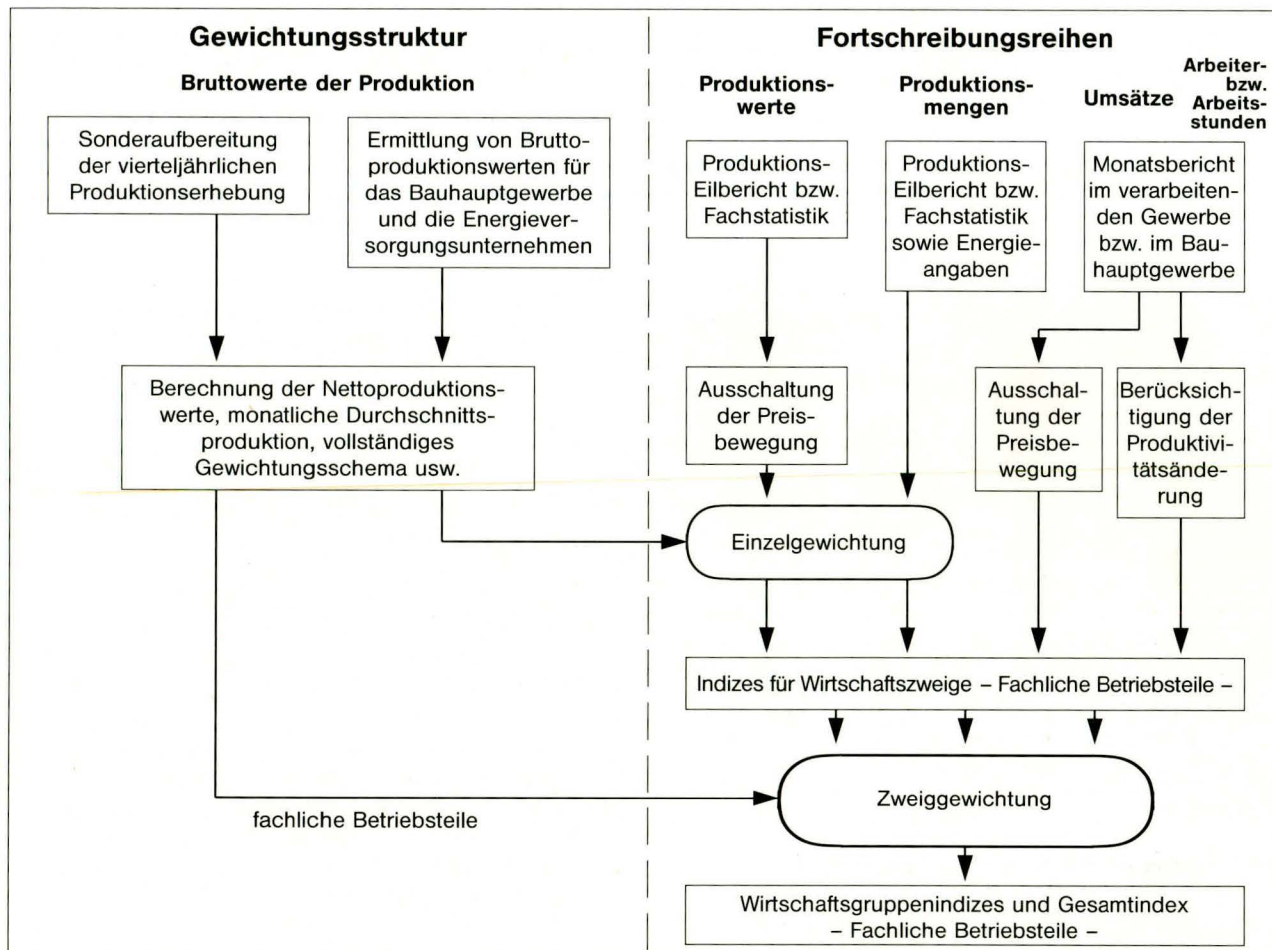 Gewichtungsstruktur
Bruttowerte der Produktion
Sonderaufbereitung
der vierteljährlichen
Produktionserhebung
Ermittlung von Brutto-
produktionswerten für
das Bauhauptgewerbe
und die Energiever-
sorgungsunternehmen
Berechnung der Nettoproduktions-
werte, monatliche Durchschnitts-
produktion, vollständiges
Gewichtungsschema usw.
fachliche Betriebsteile
Fortschreibungsreihen
Produktions-
werte
Produktions-
mengen
Umsätze
Arbeiter-
bzw.
Arbeits-
stunden
Produktions-
Eilbericht bzw.
Fachstatistik
Produktions-
Eilbericht bzw.
Fachstatistik
sowie Energie-
angaben
Monatsbericht
im verarbeiten-
den Gewerbe
bzw. im Bau-
hauptgewerbe
Ausschaltung
der Preis-
bewegung
Ausschal-
tung der
Preisbe-
wegung
Berücksich-
tigung der
Produktivi-
tätsände-
rung
Einzelgewichtung
Indizes für Wirtschaftszweige – Fachliche Betriebsteile –
Zweiggewichtung
Wirtschaftsgruppenindizes und Gesamtindex
– Fachliche Betriebsteile –